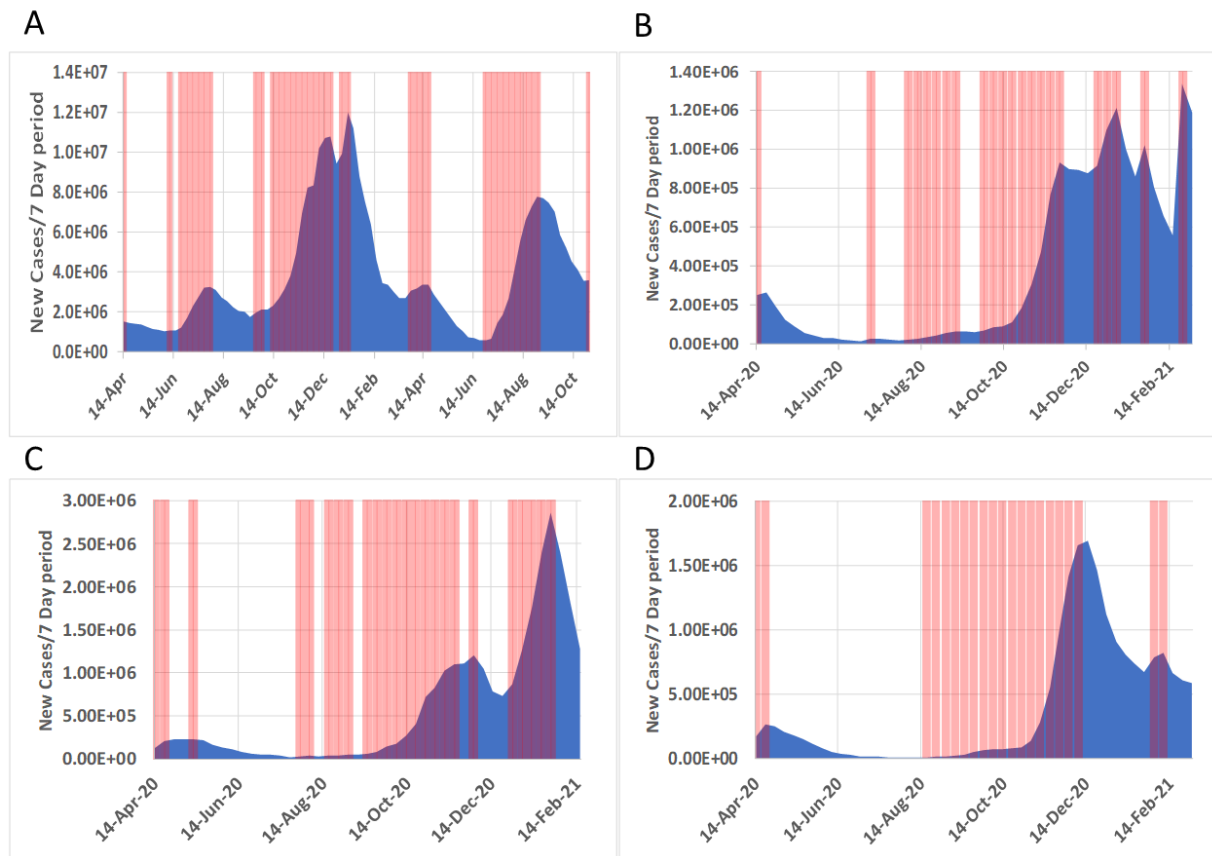 A
New Cases/7 Day period
1.4E+07
1.2E+07
1.0E+07
8.0E+06
6.0E+06
4.0E+06
2.0E+06
0.0E+00
14-Apr
14-Jun
14-Aug
14-Oct
14-Dec
14-Feb
14-Apr
14-Jun
14-Aug
14-Oct
B
New Cases/7 Day period
1.40E+06
1.20E+06
1.00E+06
8.00E+05
6.00E+05
4.00E+05
2.00E+05
0.00E+00
14-Apr-20
14-Jun-20
14-Aug-20
14-Oct-20
14-Dec-20
14-Feb-21
C
New Cases/7 Day period
3.00E+06
2.50E+06
2.00E+06
1.50E+06
1.00E+06
5.00E+05
0.00E+00
14-Apr-20
14-Jun-20
14-Aug-20
14-Oct-20
14-Dec-20
14-Feb-21
D
New Cases/7 Day period
2.00E+06
1.50E+06
1.00E+06
5.00E+05
0.00E+00
14-Apr-20
14-Jun-20
14-Aug-20
14-Oct-20
14-Dec-20
14-Feb-21